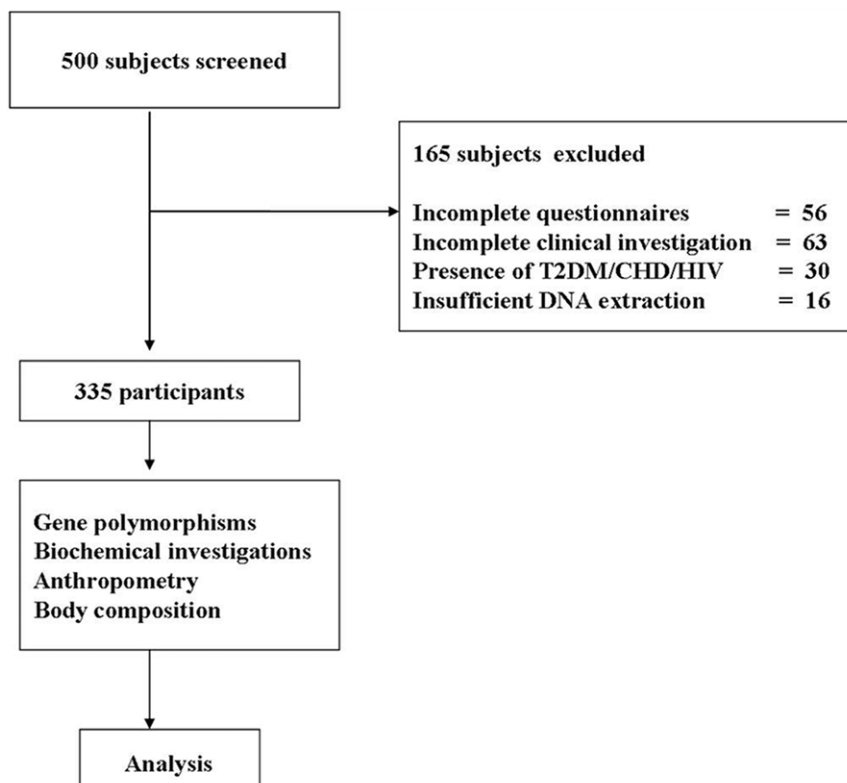 500 subjects screened
165 subjects excluded
Incomplete questionnaires = 56
Incomplete clinical investigation = 63
Presence of T2DM/CHD/HIV = 30
Insufficient DNA extraction = 16
335 participants
Gene polymorphisms
Biochemical investigations
Anthropometry
Body composition
Analysis